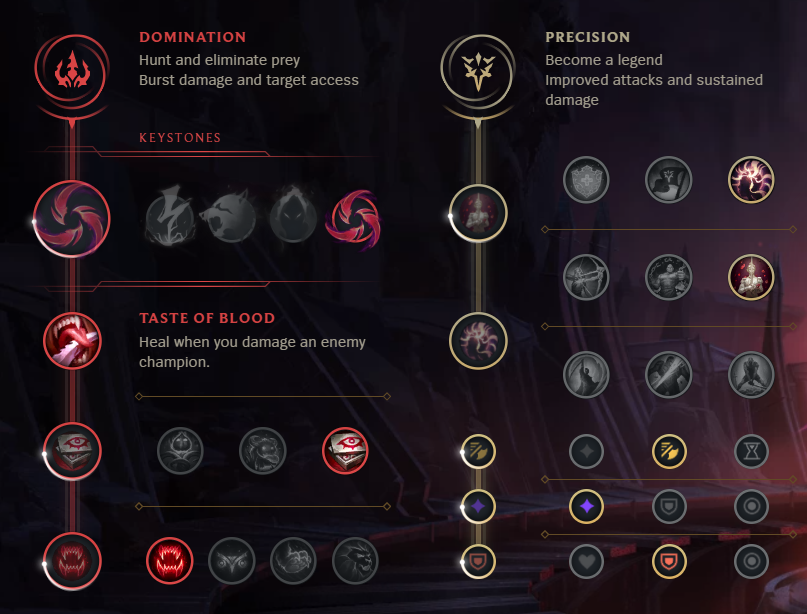 DOMINATION
Hunt and eliminate prey
Burst damage and target access
KEYSTONES
TASTE OF BLOOD
Heal when you damage an enemy
champion.
PRECISION
Become a legend
Improved attacks and sustained
damage